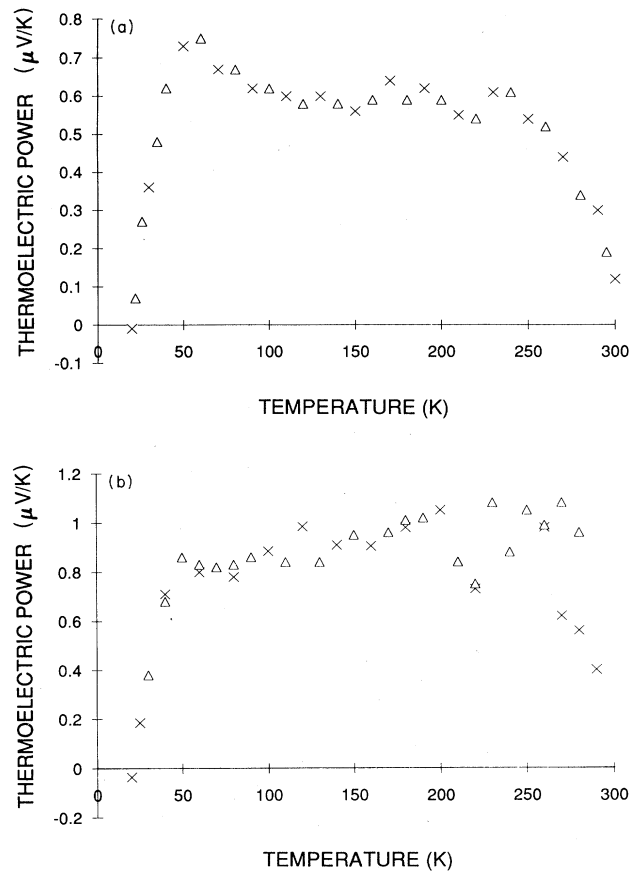 (a)
THERMOELECTRIC POWER (μV/K)
0.8
0.7
0.6
0.5
0.4
0.3
0.2
0.1
0
-0.1
0 50 100 150 200 250 300
TEMPERATURE (K)
(b)
THERMOELECTRIC POWER (μV/K)
1.2
1
0.8
0.6
0.4
0.2
0
-0.2
0 50 100 150 200 250 300
TEMPERATURE (K)